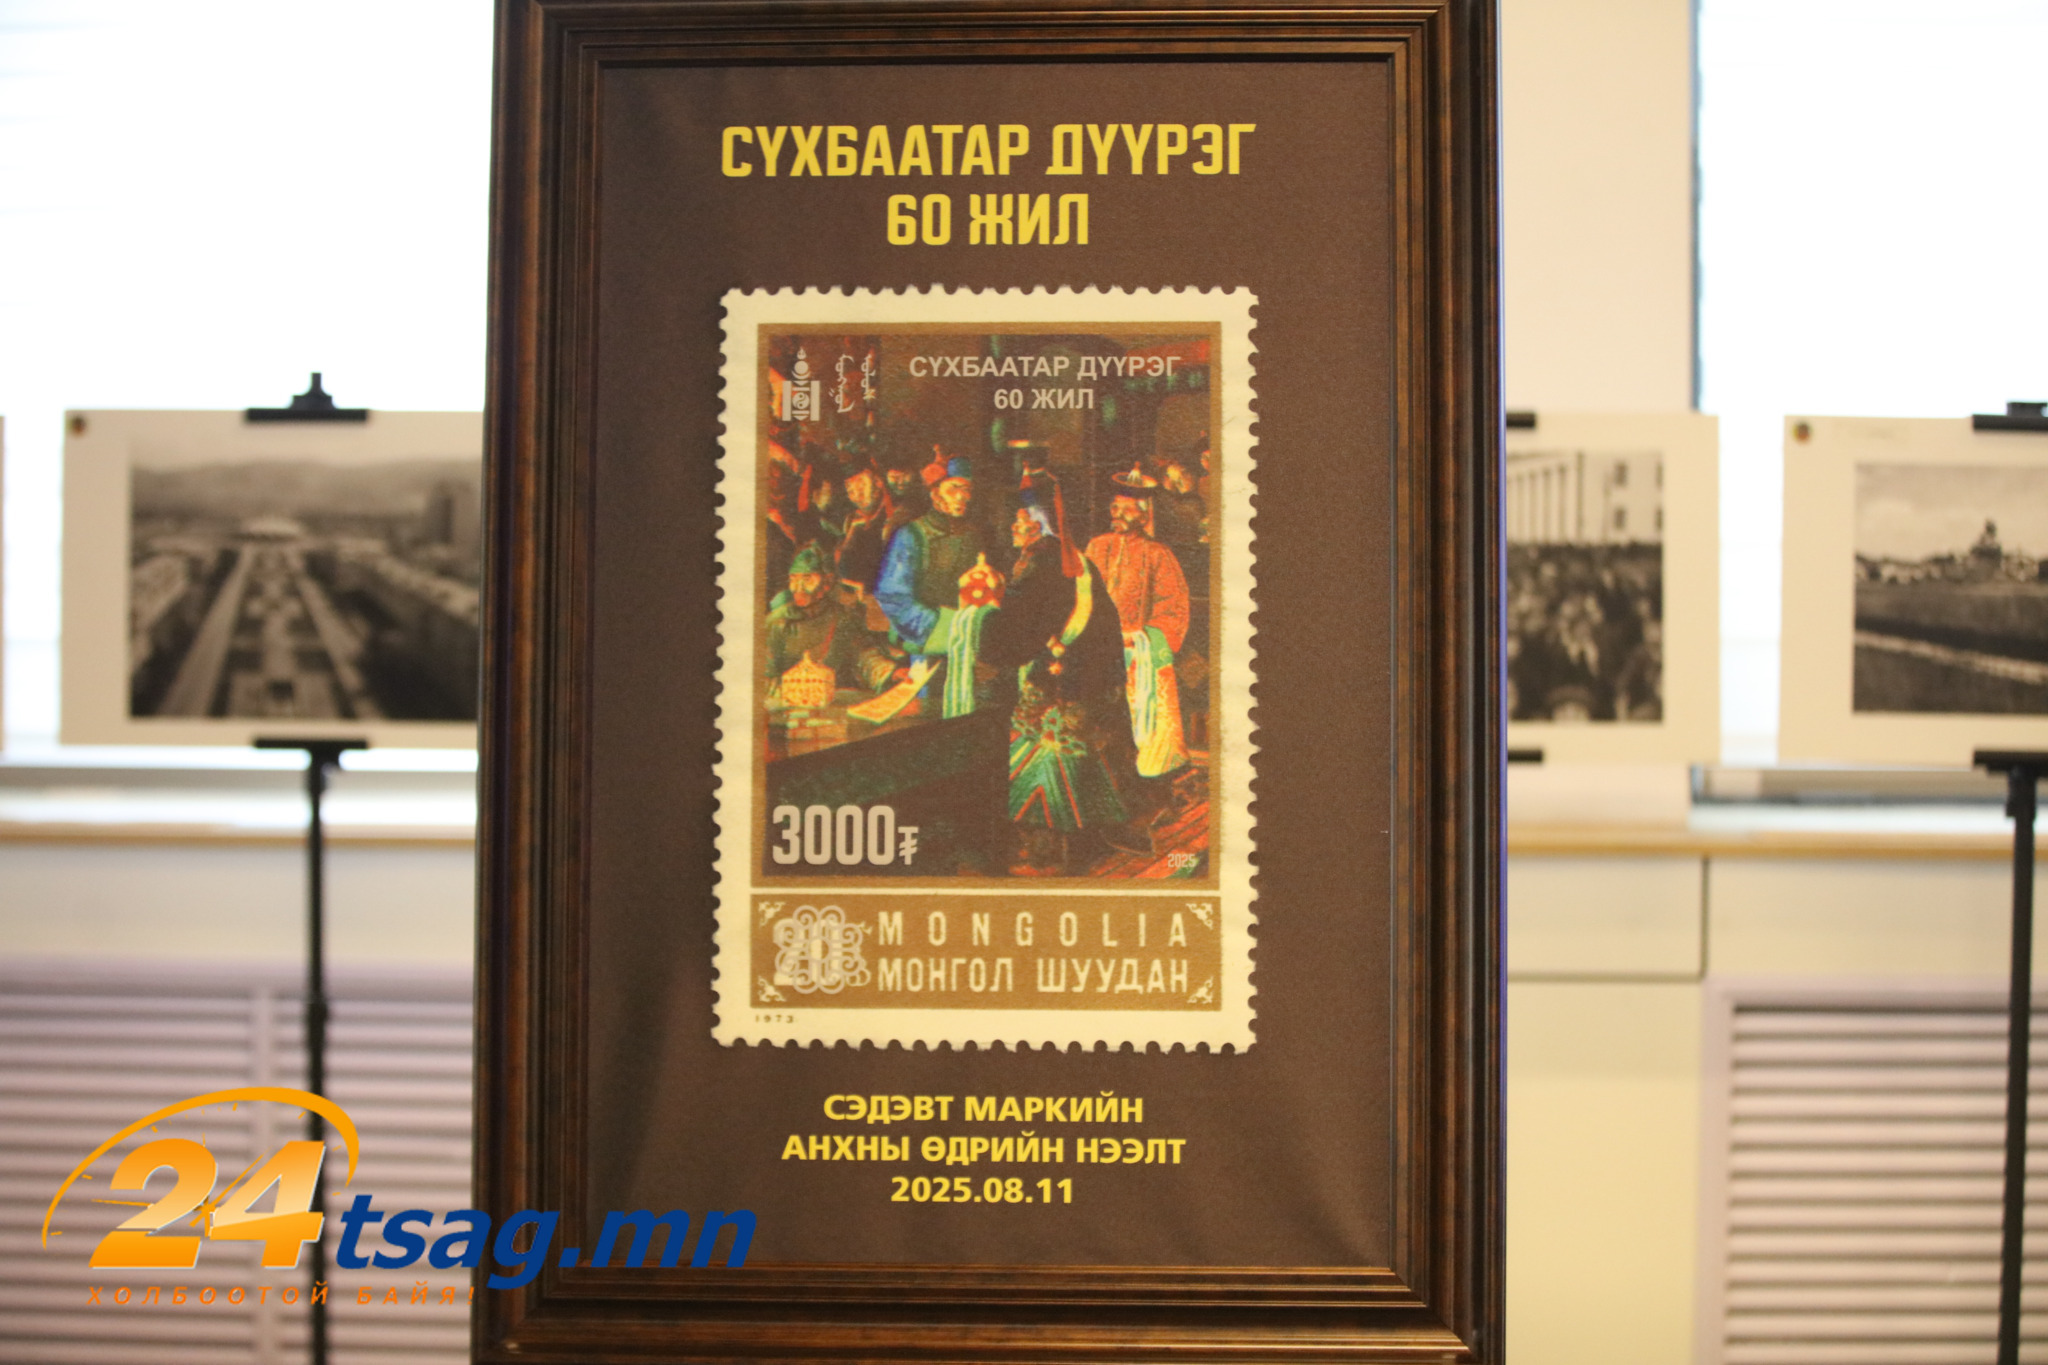 СҮХБААТАР ДҮҮРЭГ
60 ЖИЛ
СҮХБААТАР ДҮҮРЭГ
60 ЖИЛ
3000₮
2025
MONGOLIA
МОНГОЛ ШУУДАН
1973
СЭДЭВТ МАРКИЙН
АНХНЫ ӨДРИЙН НЭЭЛТ
2025.08.11
24tsag.mn
ХОЛБООТОЙ БАЙЯ!